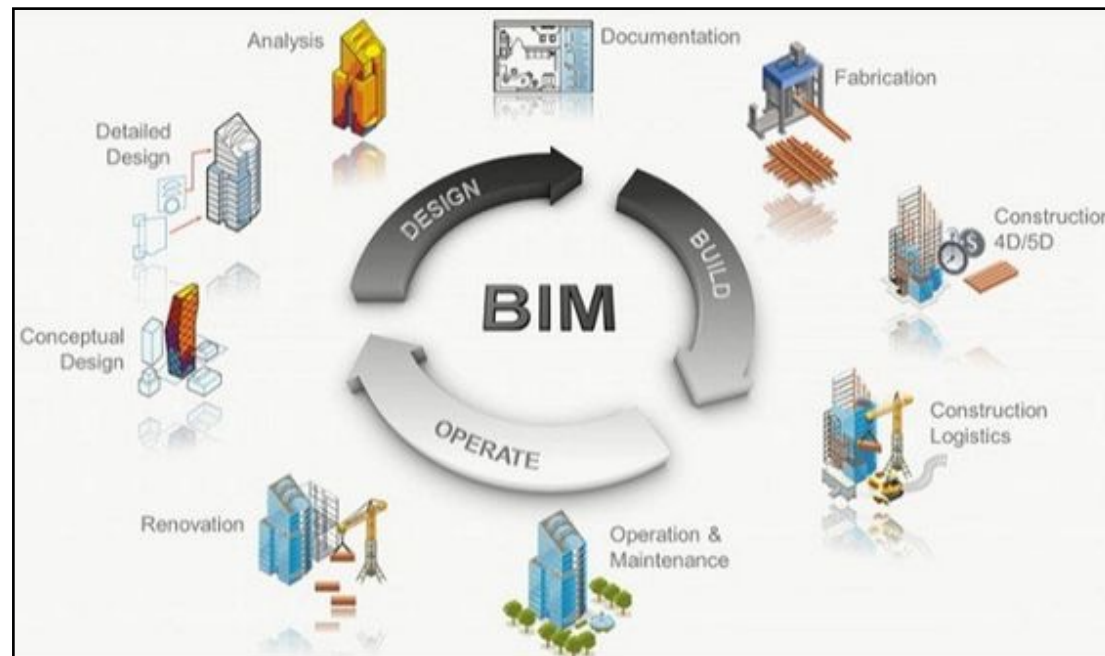 Analysis
Documentation
Fabrication
Detailed
Design
DESIGN
BUILD
Construction
4D/5D
BIM
Conceptual
Design
OPERATE
Construction
Logistics
Renovation
Operation &
Maintenance